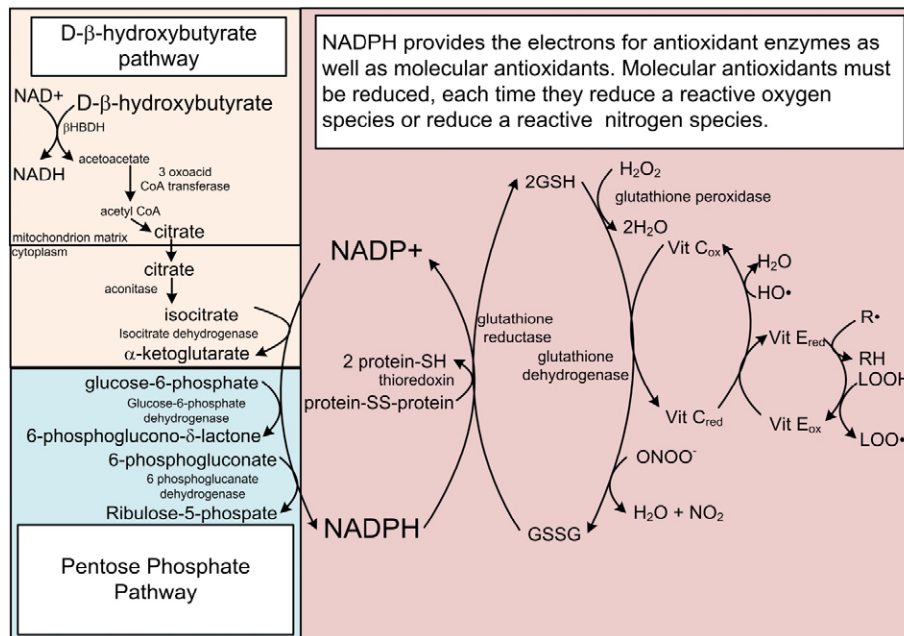 D-β-hydroxybutyrate
pathway
NAD+
D-β-hydroxybutyrate
βHBDH
NADH
acetoacetate
3 oxoacid
CoA transferase
acetyl CoA
citrate
mitochondrion matrix
cytoplasm
citrate
aconitase
isocitrate
Isocitrate dehydrogenase
α-ketoglutarate
glucose-6-phosphate
Glucose-6-phosphate
dehydrogenase
6-phosphoglucono-δ-lactone
6-phosphogluconate
6 phosphoglucanate
dehydrogenase
Ribulose-5-pospate
Pentose Phosphate
Pathway
NADPH provides the electrons for antioxidant enzymes as
well as molecular antioxidants. Molecular antioxidants must
be reduced, each time they reduce a reactive oxygen
species or reduce a reactive nitrogen species.
NADP+
NADPH
2 protein-SH
thioredoxin
protein-SS-protein
glutathione
reductase
2GSH
GSSG
H₂O₂
glutathione peroxidase
2H₂O
glutathione
dehydrogenase
ONOO⁻
H₂O + NO₂
Vit Cox
Vit Cred
H₂O
HO•
Vit Ered
Vit Eox
R•
RH
LOOH
LOO•